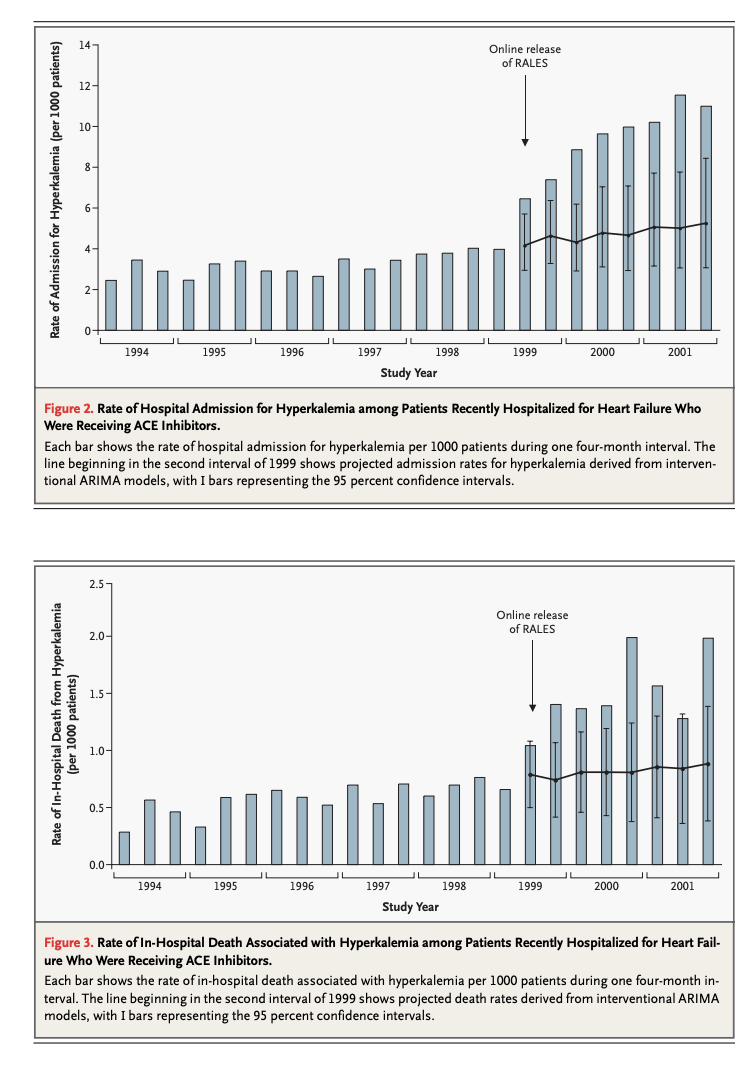 Rate of Admission for Hyperkalemia (per 1000 patients)
14
12
10
8
6
4
2
0
Online release
of RALES
1994
1995
1996
1997
1998
1999
2000
2001
Study Year
Figure 2. Rate of Hospital Admission for Hyperkalemia among Patients Recently Hospitalized for Heart Failure Who
Were Receiving ACE Inhibitors.
Each bar shows the rate of hospital admission for hyperkalemia per 1000 patients during one four-month interval. The
line beginning in the second interval of 1999 shows projected admission rates for hyperkalemia derived from interven-
tional ARIMA models, with I bars representing the 95 percent confidence intervals.
Rate of In-Hospital Death from Hyperkalemia
(per 1000 patients)
2.5
2.0
1.5
1.0
0.5
0.0
Online release
of RALES
1994
1995
1996
1997
1998
1999
2000
2001
Study Year
Figure 3. Rate of In-Hospital Death Associated with Hyperkalemia among Patients Recently Hospitalized for Heart Fail-
ure Who Were Receiving ACE Inhibitors.
Each bar shows the rate of in-hospital death associated with hyperkalemia per 1000 patients during one four-month in-
terval. The line beginning in the second interval of 1999 shows projected death rates derived from interventional ARIMA
models, with I bars representing the 95 percent confidence intervals.